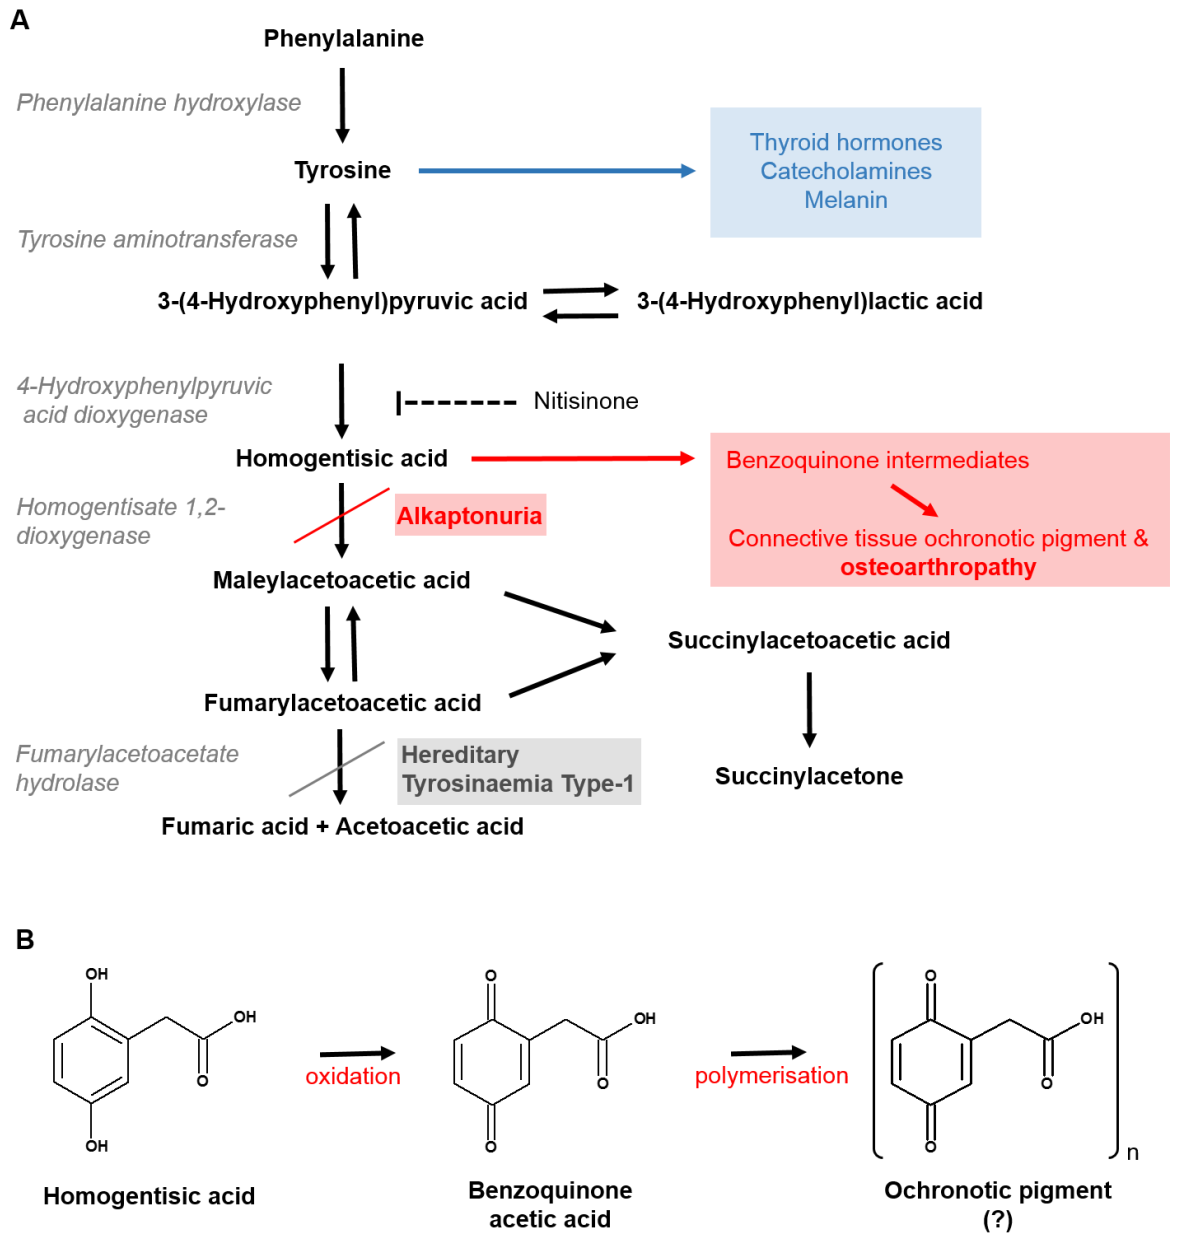 A
Phenylalanine
Phenylalanine hydroxylase
Thyroid hormones
Catecholamines
Melanin
Tyrosine
Tyrosine aminotransferase
3-(4-Hydroxyphenyl)pyruvic acid
3-(4-Hydroxyphenyl)lactic acid
4-Hydroxyphenylpyruvic
acid dioxygenase
Nitisinone
Homogentisic acid
Benzoquinone intermediates
Homogentisate 1,2-
dioxygenase
Alkaptonuria
Connective tissue ochronotic pigment &
osteoarthropathy
Maleylacetoacetic acid
Succinylacetoacetic acid
Fumarylacetoacetic acid
Fumarylacetoacetate
hydrolase
Hereditary
Tyrosinaemia Type-1
Succinylacetone
Fumaric acid + Acetoacetic acid
B
OH
OH
O
OH
oxidation
O
OH
O
O
polymerisation
O
OH
O
O
n
Homogentisic acid
Benzoquinone
acetic acid
Ochronotic pigment
(?)